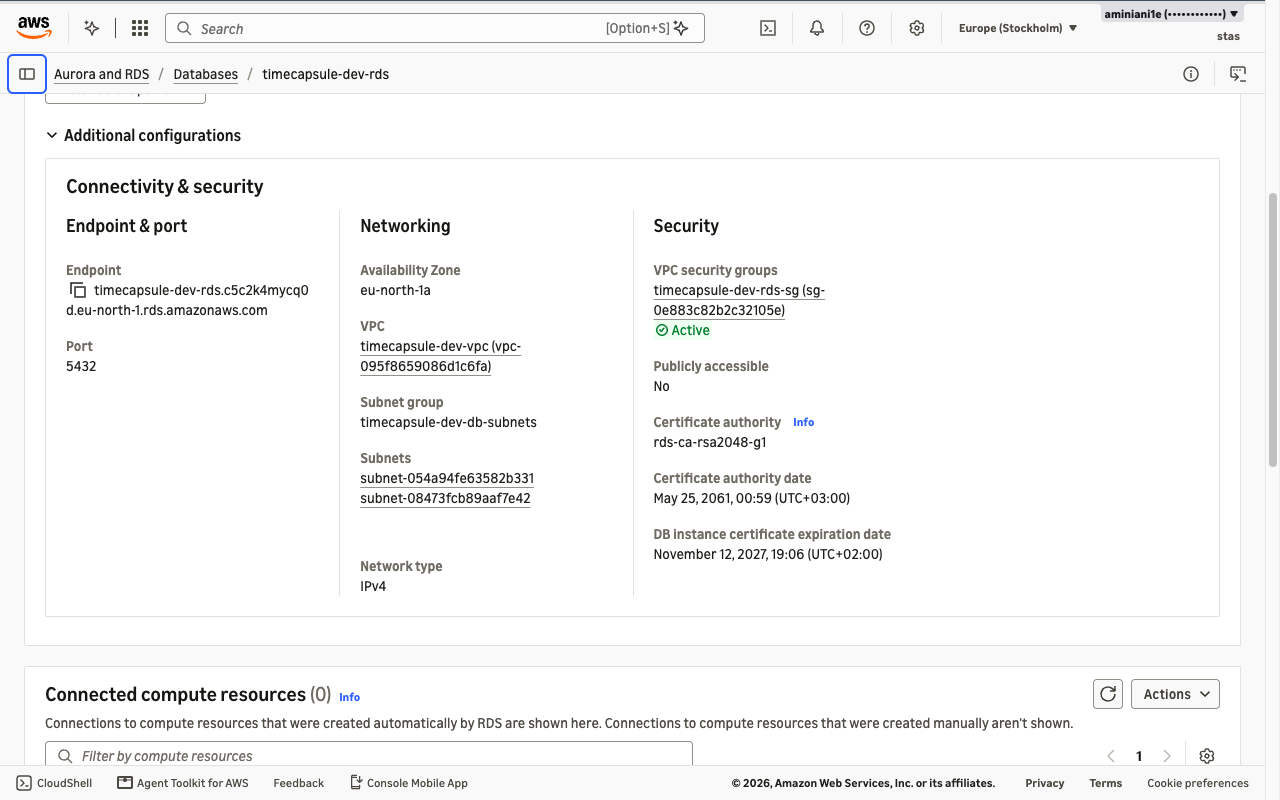 aws
Search
[Option+S]
Europe (Stockholm)
aminiani1e (••••••••••••)
stas
Aurora and RDS / Databases / timecapsule-dev-rds
Additional configurations
Connectivity & security
Endpoint & port
Endpoint
timecapsule-dev-rds.c5c2k4mycq0
d.eu-north-1.rds.amazonaws.com
Port
5432
Networking
Availability Zone
eu-north-1a
VPC
timecapsule-dev-vpc (vpc-
095f8659086d1c6fa)
Subnet group
timecapsule-dev-db-subnets
Subnets
subnet-054a94fe63582b331
subnet-08473fcb89aaf7e42
Network type
IPv4
Security
VPC security groups
timecapsule-dev-rds-sg (sg-
0e883c82b2c32105e)
Active
Publicly accessible
No
Certificate authority Info
rds-ca-rsa2048-g1
Certificate authority date
May 25, 2061, 00:59 (UTC+03:00)
DB instance certificate expiration date
November 12, 2027, 19:06 (UTC+02:00)
Connected compute resources (0) Info
Actions
Connections to compute resources that were created automatically by RDS are shown here. Connections to compute resources that were created manually aren't shown.
Filter by compute resources
1
CloudShell
Agent Toolkit for AWS
Feedback
Console Mobile App
© 2026, Amazon Web Services, Inc. or its affiliates.
Privacy
Terms
Cookie preferences